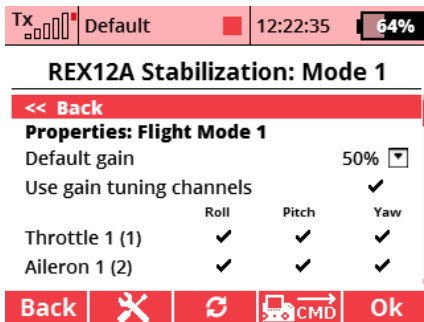 Tx Default 12:22:35 64%
REX12A Stabilization: Mode 1
<< Back
Properties: Flight Mode 1
Default gain 50%
Use gain tuning channels
Roll Pitch Yaw
Throttle 1 (1)
Aileron 1 (2)
Back CMD Ok